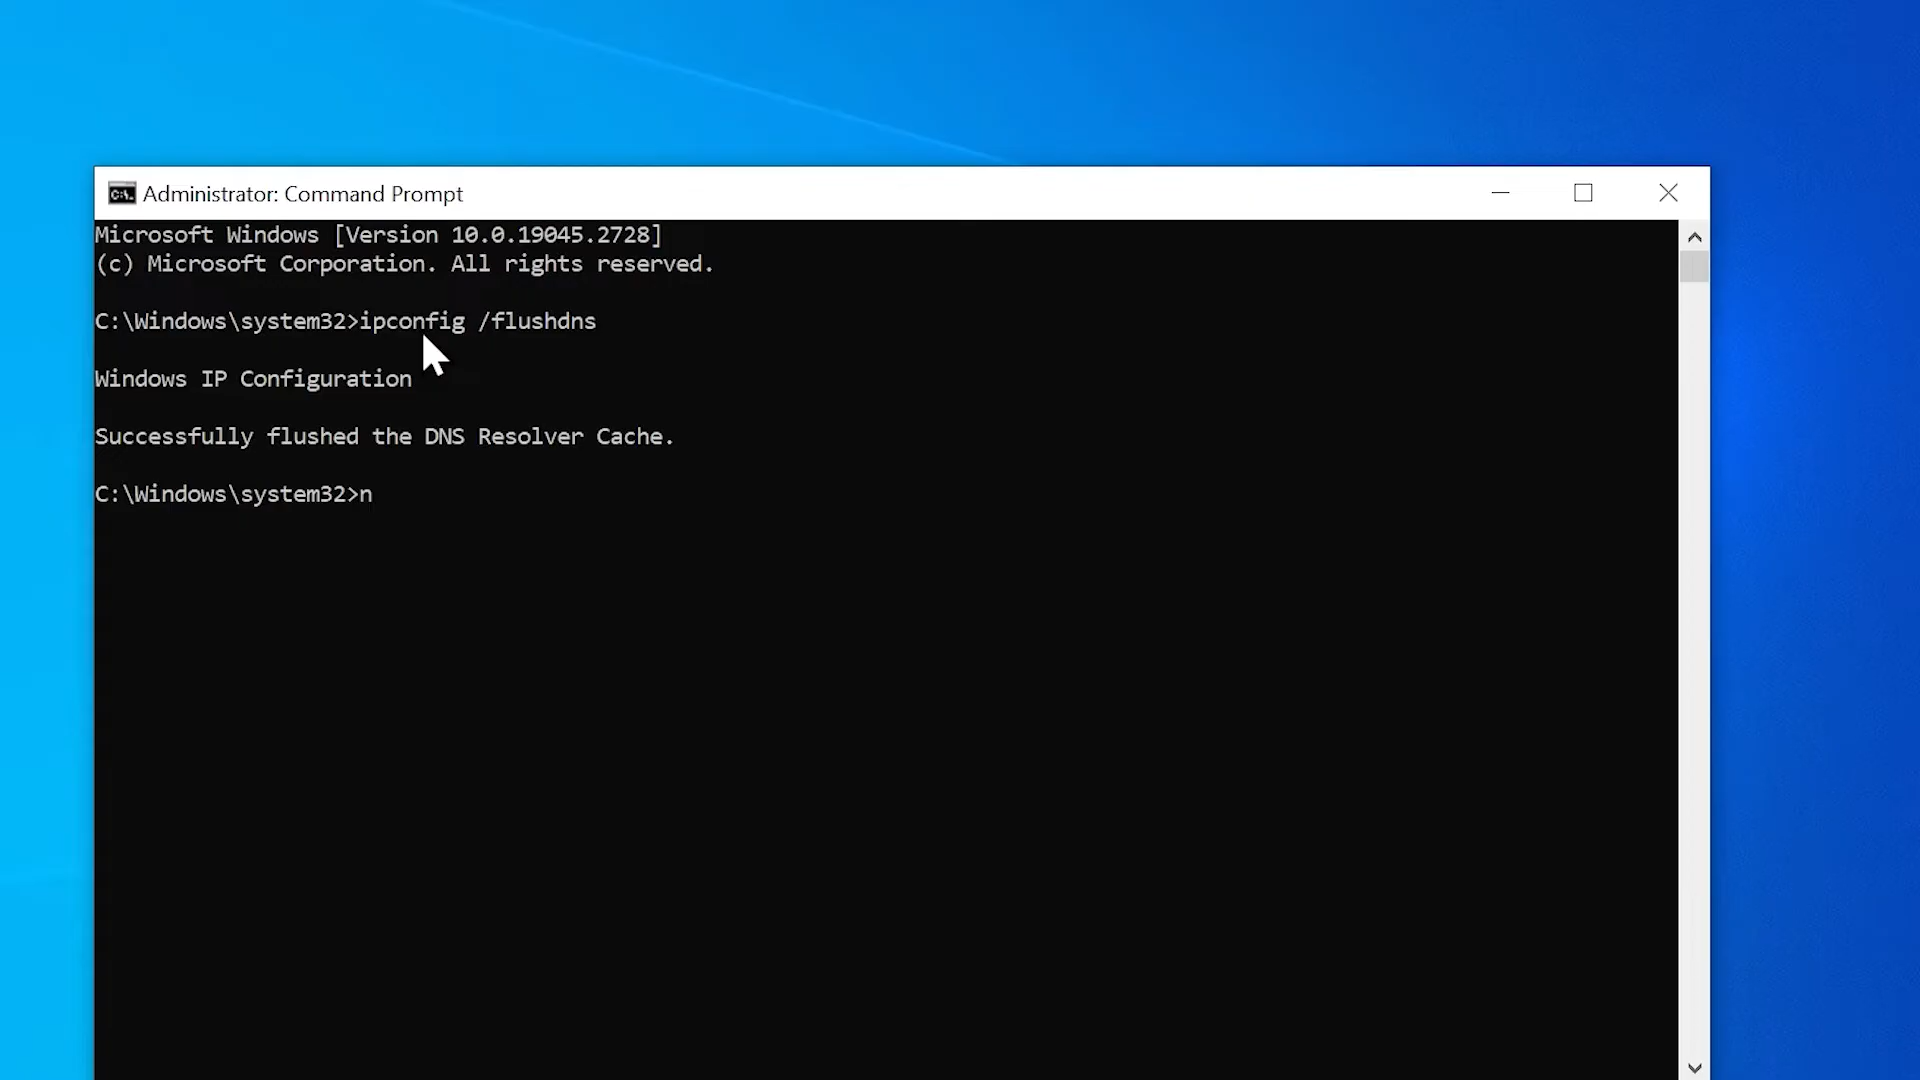 Administrator: Command Prompt
Microsoft Windows [Version 10.0.19045.2728]
(c) Microsoft Corporation. All rights reserved.
C:\Windows\system32>ipconfig /flushdns
Windows IP Configuration
Successfully flushed the DNS Resolver Cache.
C:\Windows\system32>n